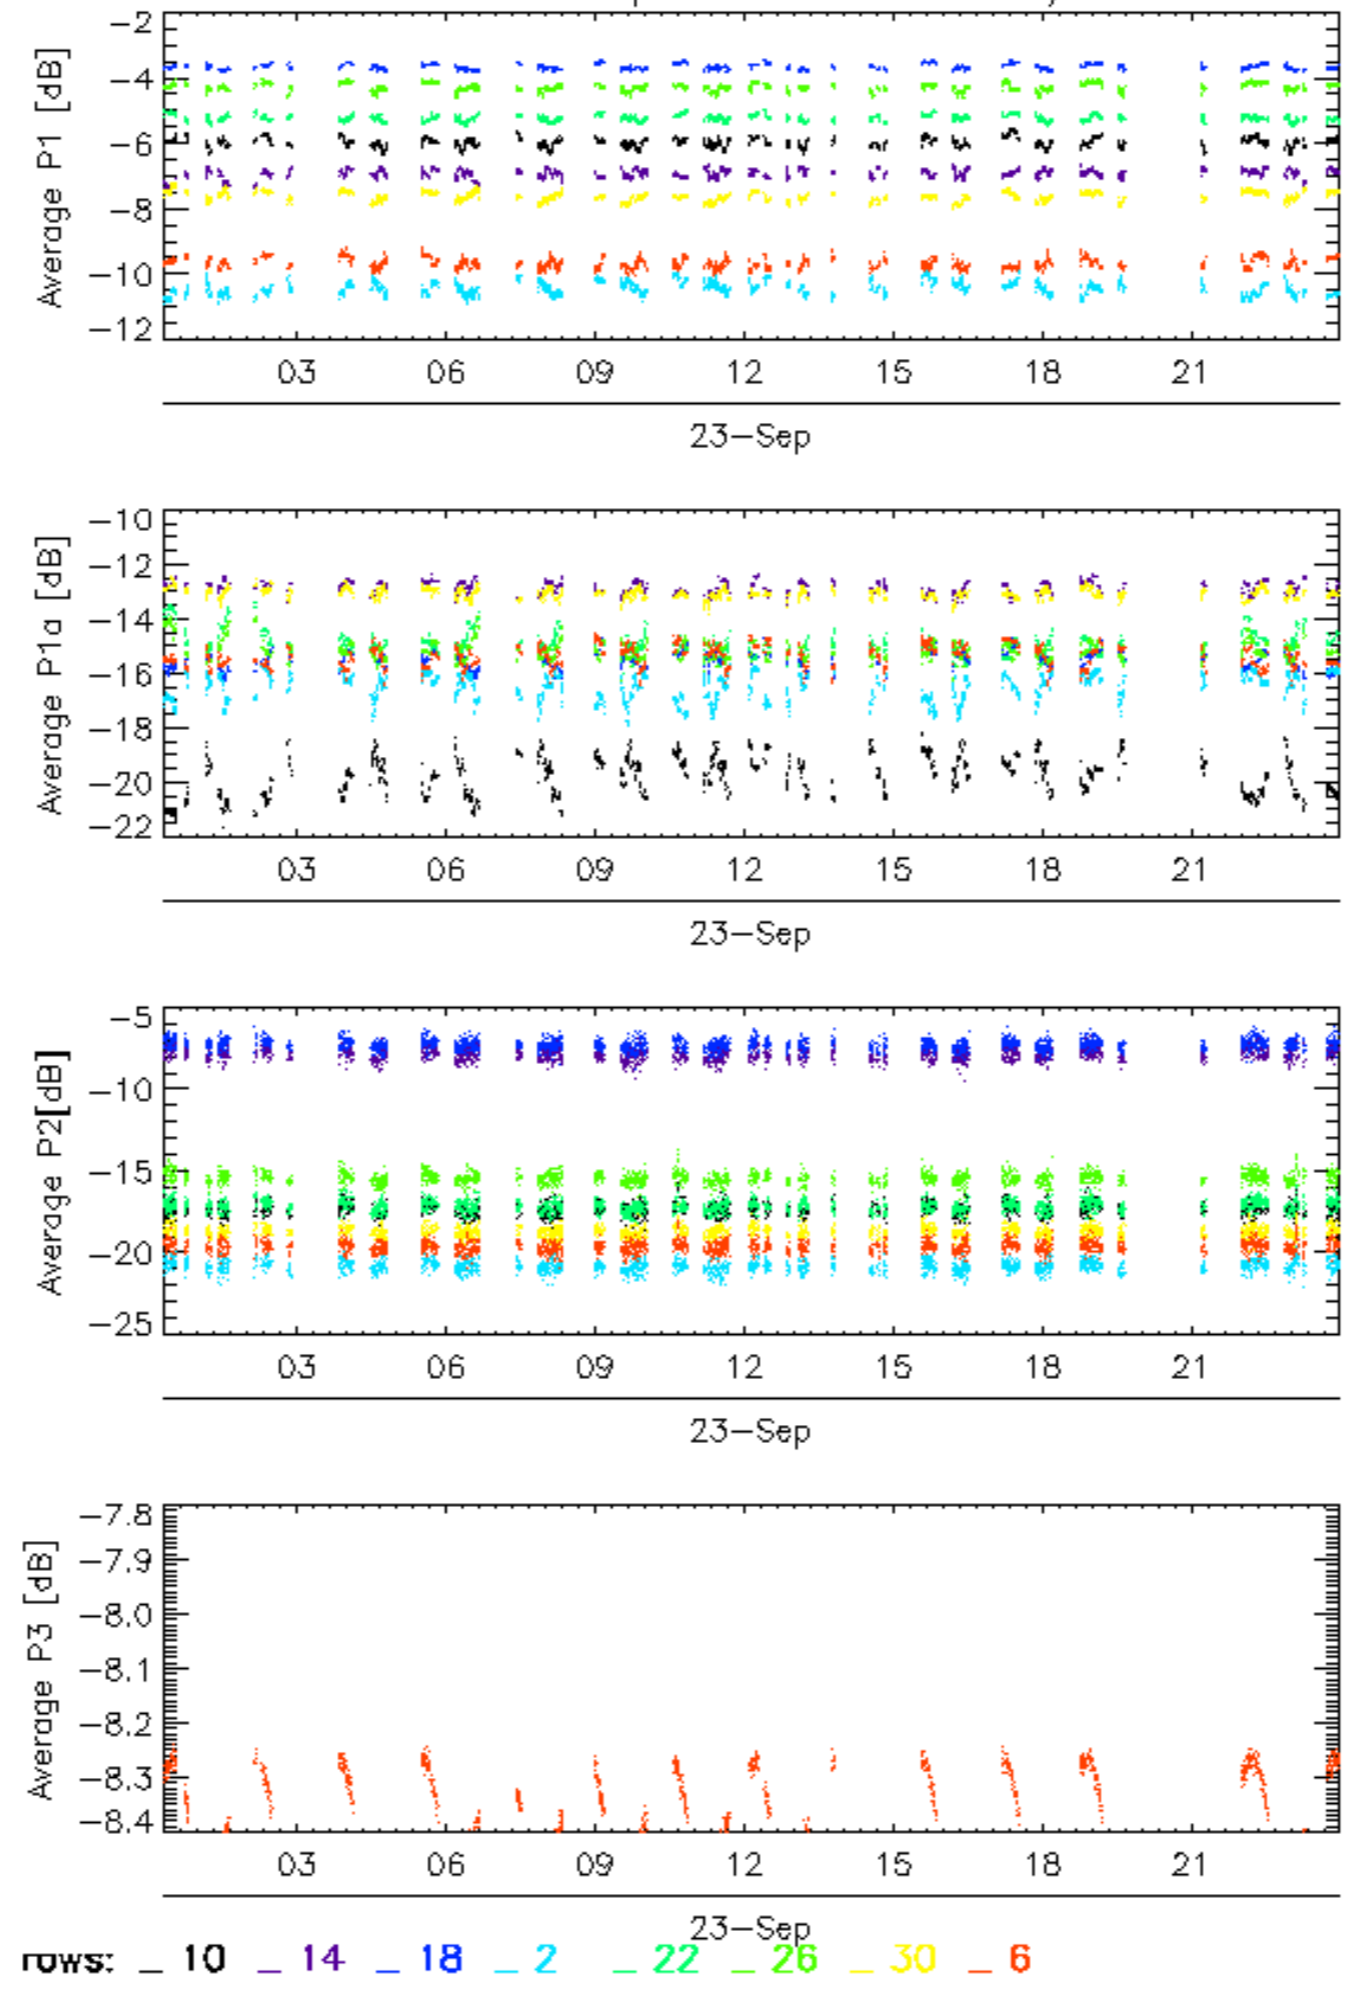 Average P1 [dB]
−2
−4
−6
−8
−10
−12
03 06 09 12 15 18 21
23−Sep
Average P1a [dB]
−10
−12
−14
−16
−18
−20
−22
03 06 09 12 15 18 21
23−Sep
Average P2[dB]
−5
−10
−15
−20
−25
03 06 09 12 15 18 21
23−Sep
Average P3 [dB]
−7.8
−7.9
−8.0
−8.1
−8.2
−8.3
−8.4
03 06 09 12 15 18 21
23−Sep
rows: _ 10 _ 14 _ 18 _ 2 _ 22 _ 26 _ 30 _ 6